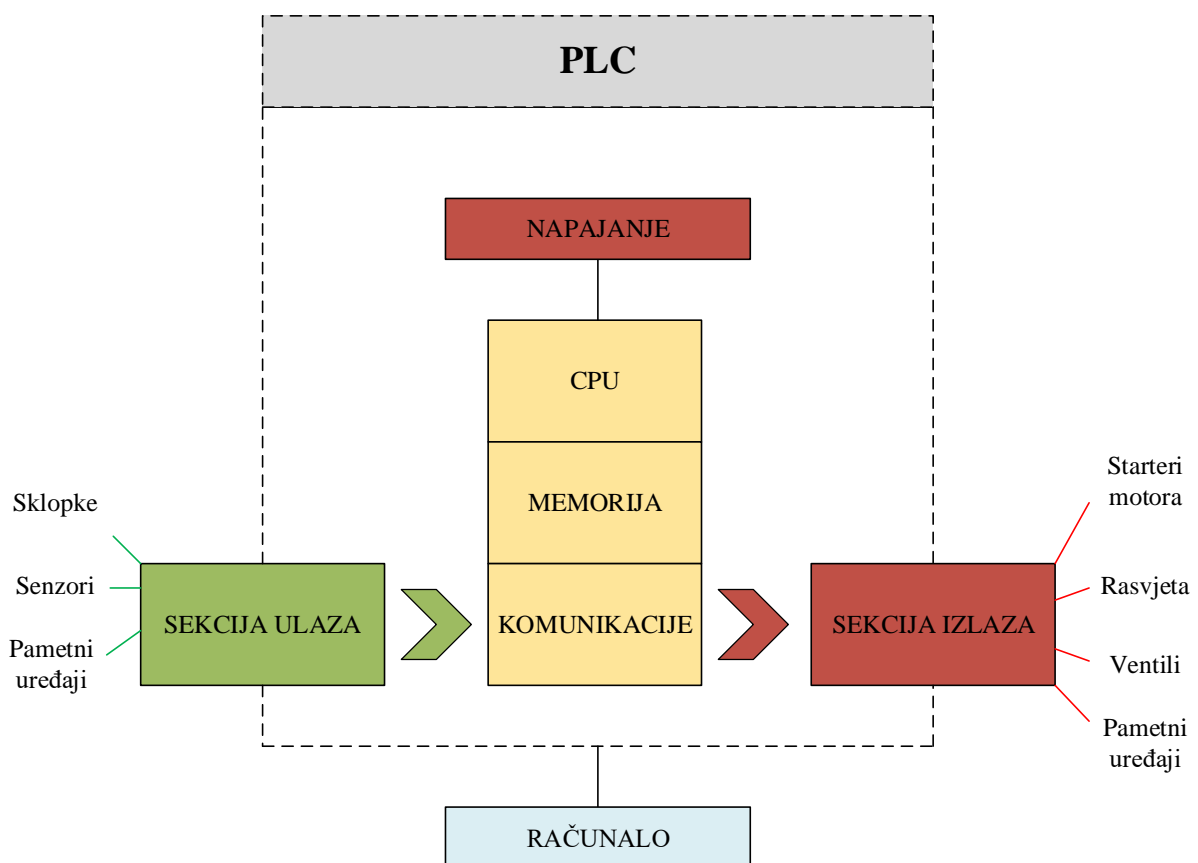 PLC
NAPAJANJE
CPU
MEMORIJA
KOMUNIKACIJE
Sklopke
Senzori
Pametni
uređaji
SEKCIJA ULAZA
SEKCIJA IZLAZA
Starteri
motora
Rasvjeta
Ventili
Pametni
uređaji
RAČUNALO